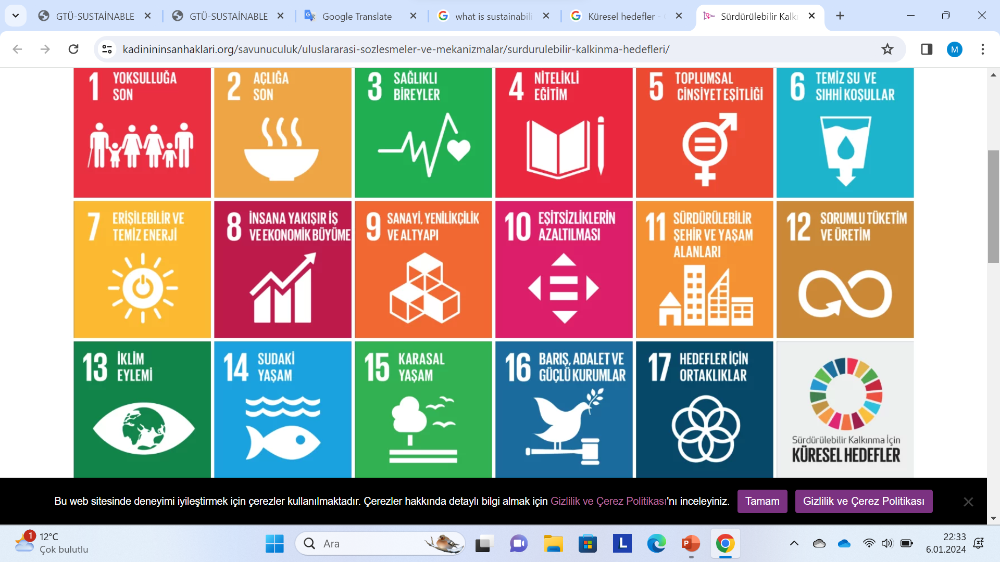 GTÜ-SUSTAİNABLE
GTÜ-SUSTAİNABLE
Google Translate
what is sustainabili
Küresel hedefler -
Sürdürülebilir Kalk
kadinininsanhaklari.org/savunuculuk/uluslararasi-sozlesmeler-ve-mekanizmalar/surdurulebilir-kalkinma-hedefleri/
M
1 YOKSULLUĞA
SON
2 AÇLIĞA
SON
3 SAĞLIKLI
BİREYLER
4 NİTELİKLİ
EĞİTİM
5 TOPLUMSAL
CİNSİYET EŞİTLİĞİ
6 TEMİZ SU VE
SIHHİ KOŞULLAR
7 ERİŞİLEBİLİR VE
TEMİZ ENERJİ
8 İNSANA YAKIŞIR İŞ
VE EKONOMİK BÜYÜME
9 SANAYİ, YENİLİKÇİLİK
VE ALTYAPI
10 EŞİTSİZLİKLERİN
AZALTILMASI
11 SÜRDÜRÜLEBİLİR
ŞEHİR VE YAŞAM
ALANLARI
12 SORUMLU TÜKETİM
VE ÜRETİM
13 İKLİM
EYLEMİ
14 SUDAKİ
YAŞAM
15 KARASAL
YAŞAM
16 BARIŞ, ADALET VE
GÜÇLÜ KURUMLAR
17 HEDEFLER İÇİN
ORTAKLIKLAR
Sürdürülebilir Kalkınma İçin
KÜRESEL HEDEFLER
Bu web sitesinde deneyimi iyileştirmek için çerezler kullanılmaktadır. Çerezler hakkında detaylı bilgi almak için Gizlilik ve Çerez Politikası'nı inceleyiniz.
Tamam
Gizlilik ve Çerez Politikası
1
12°C
Çok bulutlu
Ara
L
P
22:33
6.01.2024